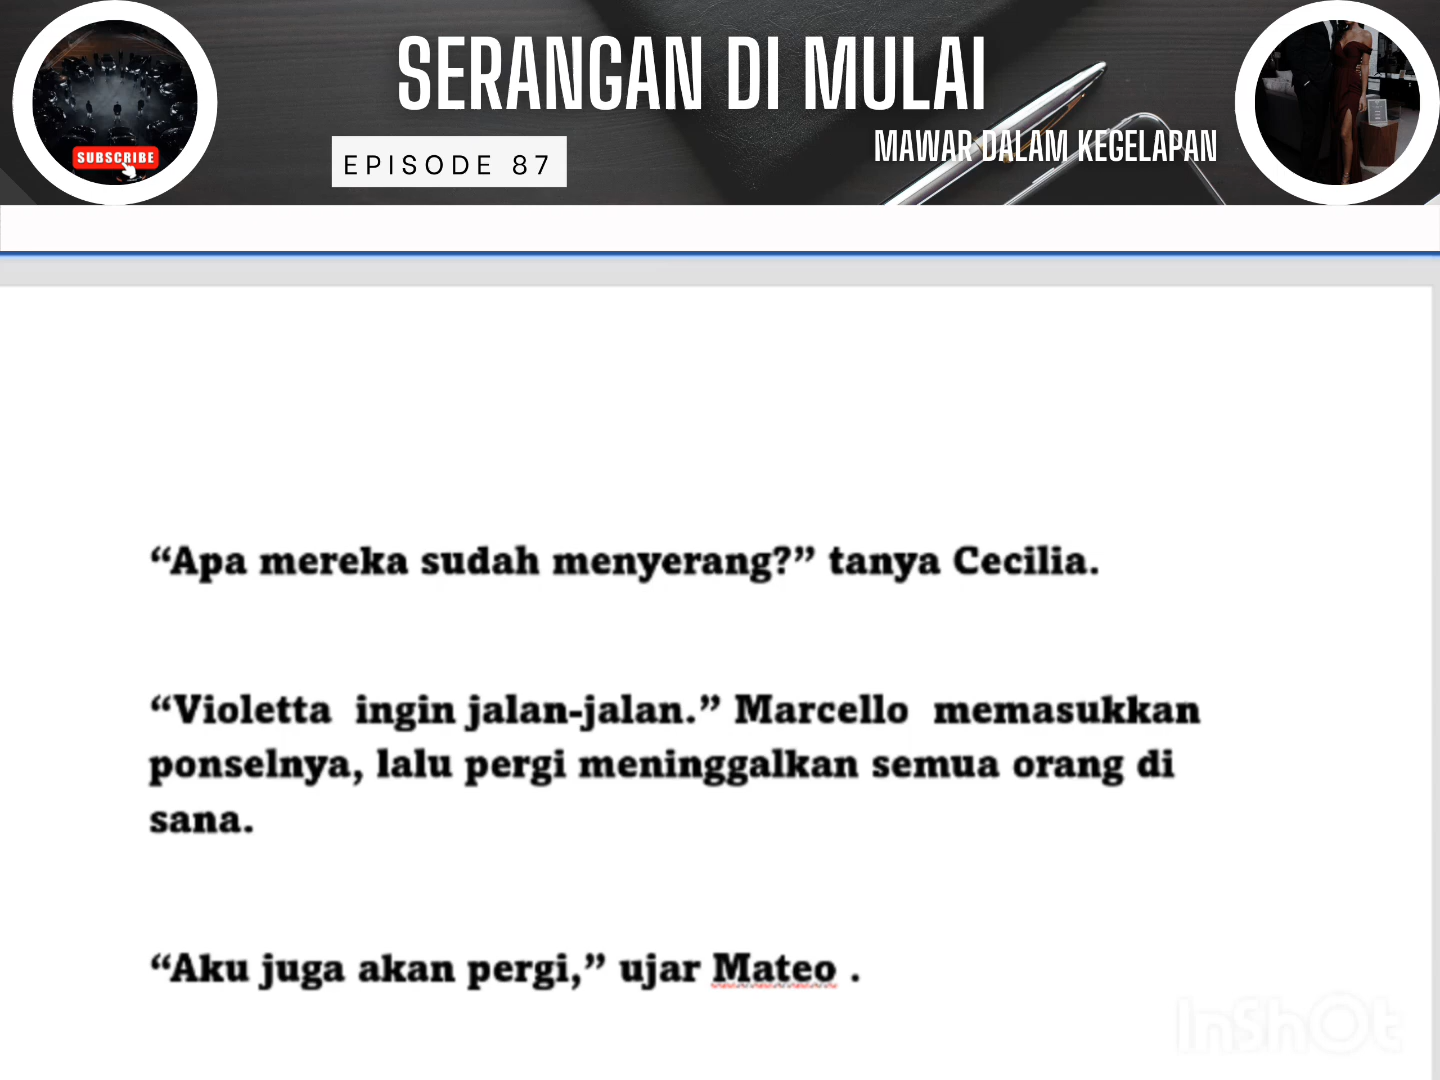 SERANGAN DI MULAI
MAWAR DALAM KEGELAPAN
EPISODE 87
SUBSCRIBE
“Apa mereka sudah menyerang?” tanya Cecilia.
“Violetta ingin jalan-jalan.” Marcello memasukkan
ponselnya, lalu pergi meninggalkan semua orang di
sana.
“Aku juga akan pergi,” ujar Mateo .
InShOt